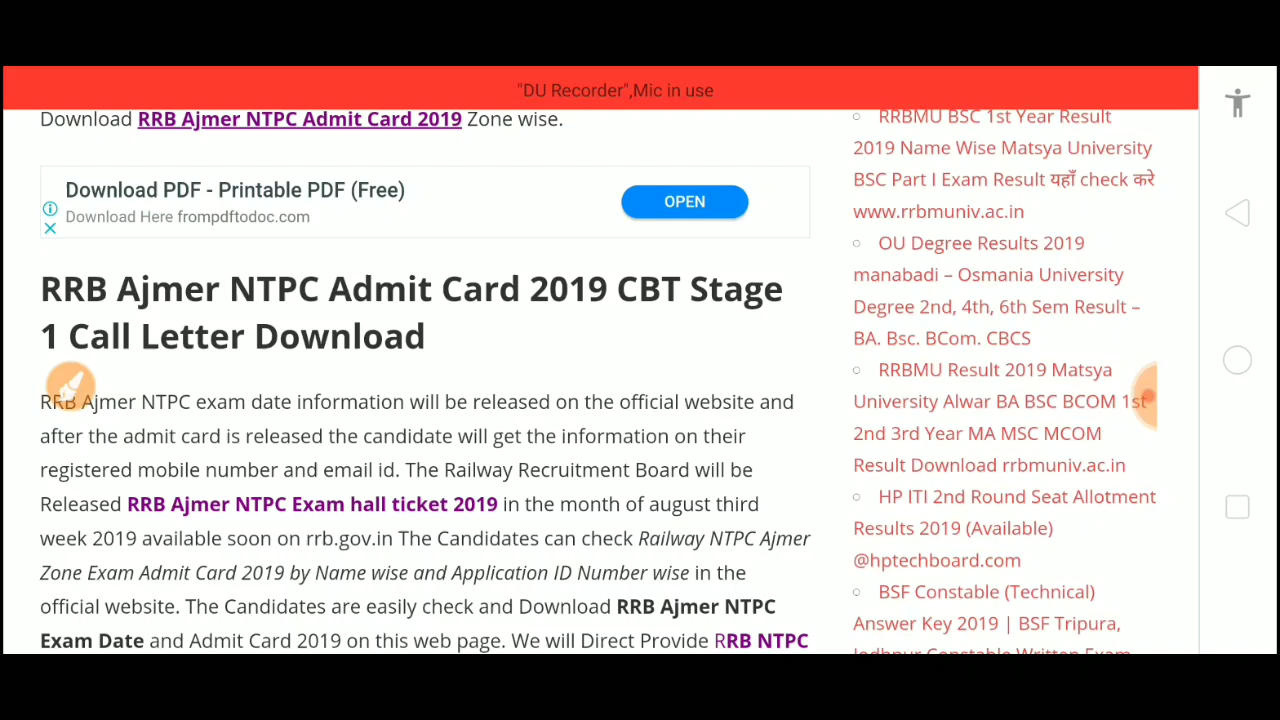 "DU Recorder",Mic in use
Download RRB Ajmer NTPC Admit Card 2019 Zone wise.
Download PDF - Printable PDF (Free)
Download Here frompdftodoc.com
OPEN
RRB Ajmer NTPC Admit Card 2019 CBT Stage
1 Call Letter Download
RRB Ajmer NTPC exam date information will be released on the official website and
after the admit card is released the candidate will get the information on their
registered mobile number and email id. The Railway Recruitment Board will be
Released RRB Ajmer NTPC Exam hall ticket 2019 in the month of august third
week 2019 available soon on rrb.gov.in The Candidates can check Railway NTPC Ajmer
Zone Exam Admit Card 2019 by Name wise and Application ID Number wise in the
official website. The Candidates are easily check and Download RRB Ajmer NTPC
Exam Date and Admit Card 2019 on this web page. We will Direct Provide RRB NTPC
RRBMU BSC 1st Year Result
2019 Name Wise Matsya University
BSC Part I Exam Result यहाँ check करे
www.rrbmuniv.ac.in
OU Degree Results 2019
manabadi – Osmania University
Degree 2nd, 4th, 6th Sem Result –
BA. Bsc. BCom. CBCS
RRBMU Result 2019 Matsya
University Alwar BA BSC BCOM 1st
2nd 3rd Year MA MSC MCOM
Result Download rrbmuniv.ac.in
HP ITI 2nd Round Seat Allotment
Results 2019 (Available)
@hptechboard.com
BSF Constable (Technical)
Answer Key 2019 | BSF Tripura,
Jodhpur Constable Written Exam